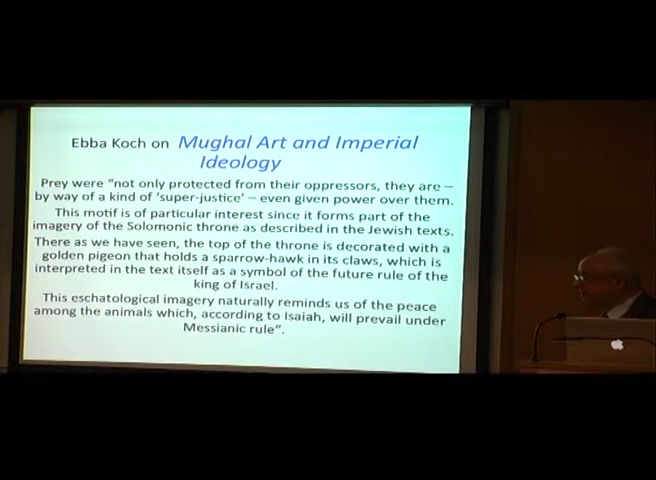 Ebba Koch on Mughal Art and Imperial
Ideology
Prey were “not only protected from their oppressors, they are –
by way of a kind of ‘super-justice’ – even given power over them.
This motif is of particular interest since it forms part of the
imagery of the Solomonic throne as described in the Jewish texts.
There as we have seen, the top of the throne is decorated with a
golden pigeon that holds a sparrow-hawk in its claws, which is
interpreted in the text itself as a symbol of the future rule of the
king of Israel.
This eschatological imagery naturally reminds us of the peace
among the animals which, according to Isaiah, will prevail under
Messianic rule”.